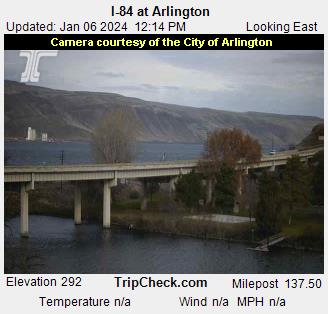 I-84 at Arlington
Updated: Jan 06 2024 12:14 PM Looking East
Camera courtesy of the City of Arlington
Elevation 292 TripCheck.com Milepost 137.50
Temperature n/a Wind n/a MPH n/a